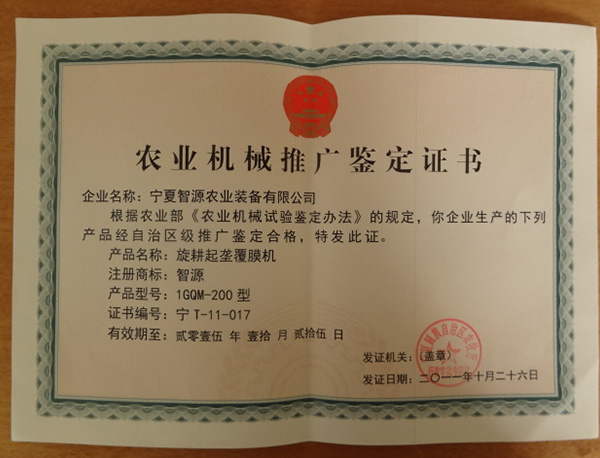 农业机械推广鉴定证书
企业名称：宁夏智源农业装备有限公司
根据农业部《农业机械试验鉴定办法》的规定，你企业生产的下列
产品经自治区级推广鉴定合格，特发此证。
产品名称：旋耕起垄覆膜机
注册商标：智源
产品型号：1GQM-200 型
证书编号：宁 T-11-017
有效期至：贰零壹伍 年 壹拾 月 贰拾伍 日
发证机关：（盖章）
发证日期：二〇一一年十月二十六日